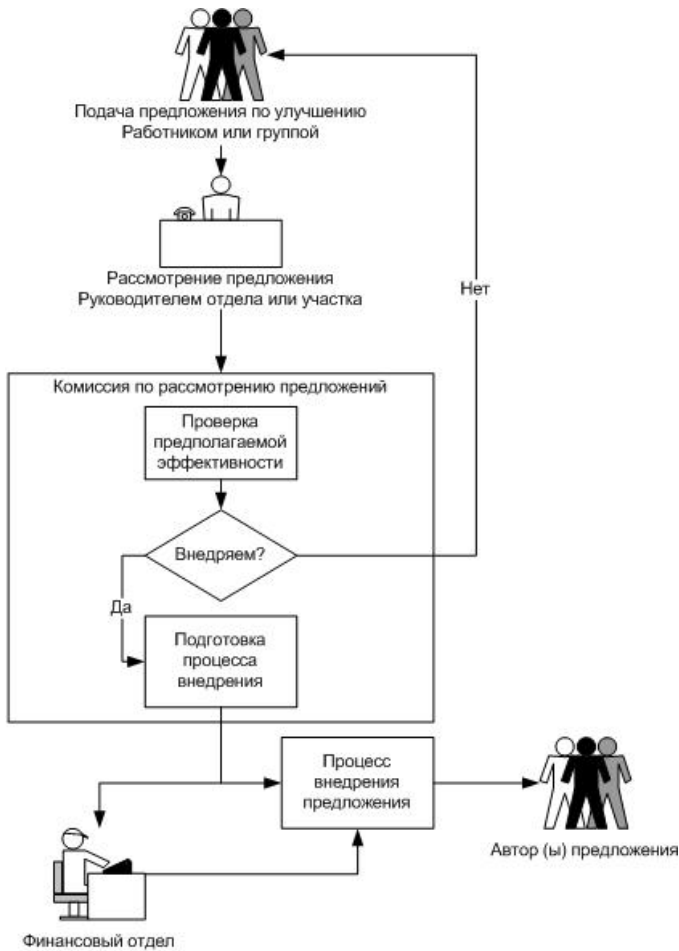 Подача предложения по улучшению
Работником или группой
Рассмотрение предложения
Руководителем отдела или участка
Нет
Комиссия по рассмотрению предложений
Проверка
предполагаемой
эффективности
Внедряем?
Да
Подготовка
процесса
внедрения
Процесс
внедрения
предложения
Автор (ы) предложения
Финансовый отдел